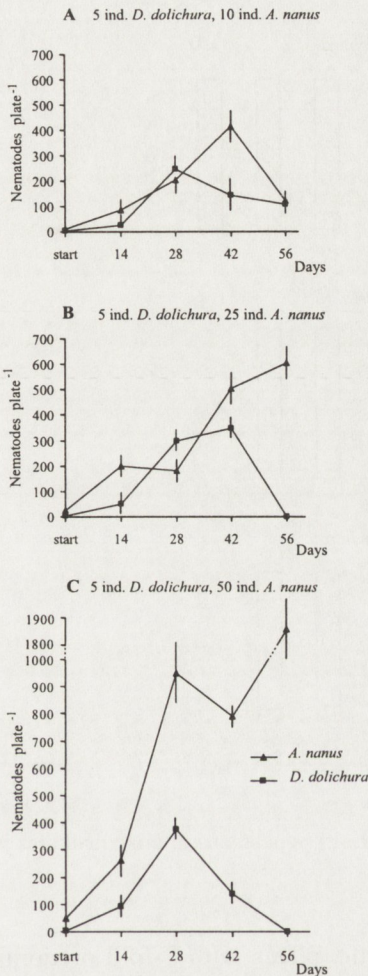 A 5 ind. D. dolichura, 10 ind. A. nanus
Nematodes plate⁻¹
700
600
500
400
300
200
100
0
start 14 28 42 56
Days
B 5 ind. D. dolichura, 25 ind. A. nanus
Nematodes plate⁻¹
700
600
500
400
300
200
100
0
start 14 28 42 56
Days
C 5 ind. D. dolichura, 50 ind. A. nanus
Nematodes plate⁻¹
1900
1800
1000
900
800
700
600
500
400
300
200
100
0
A. nanus
D. dolichura
start 14 28 42 56
Days